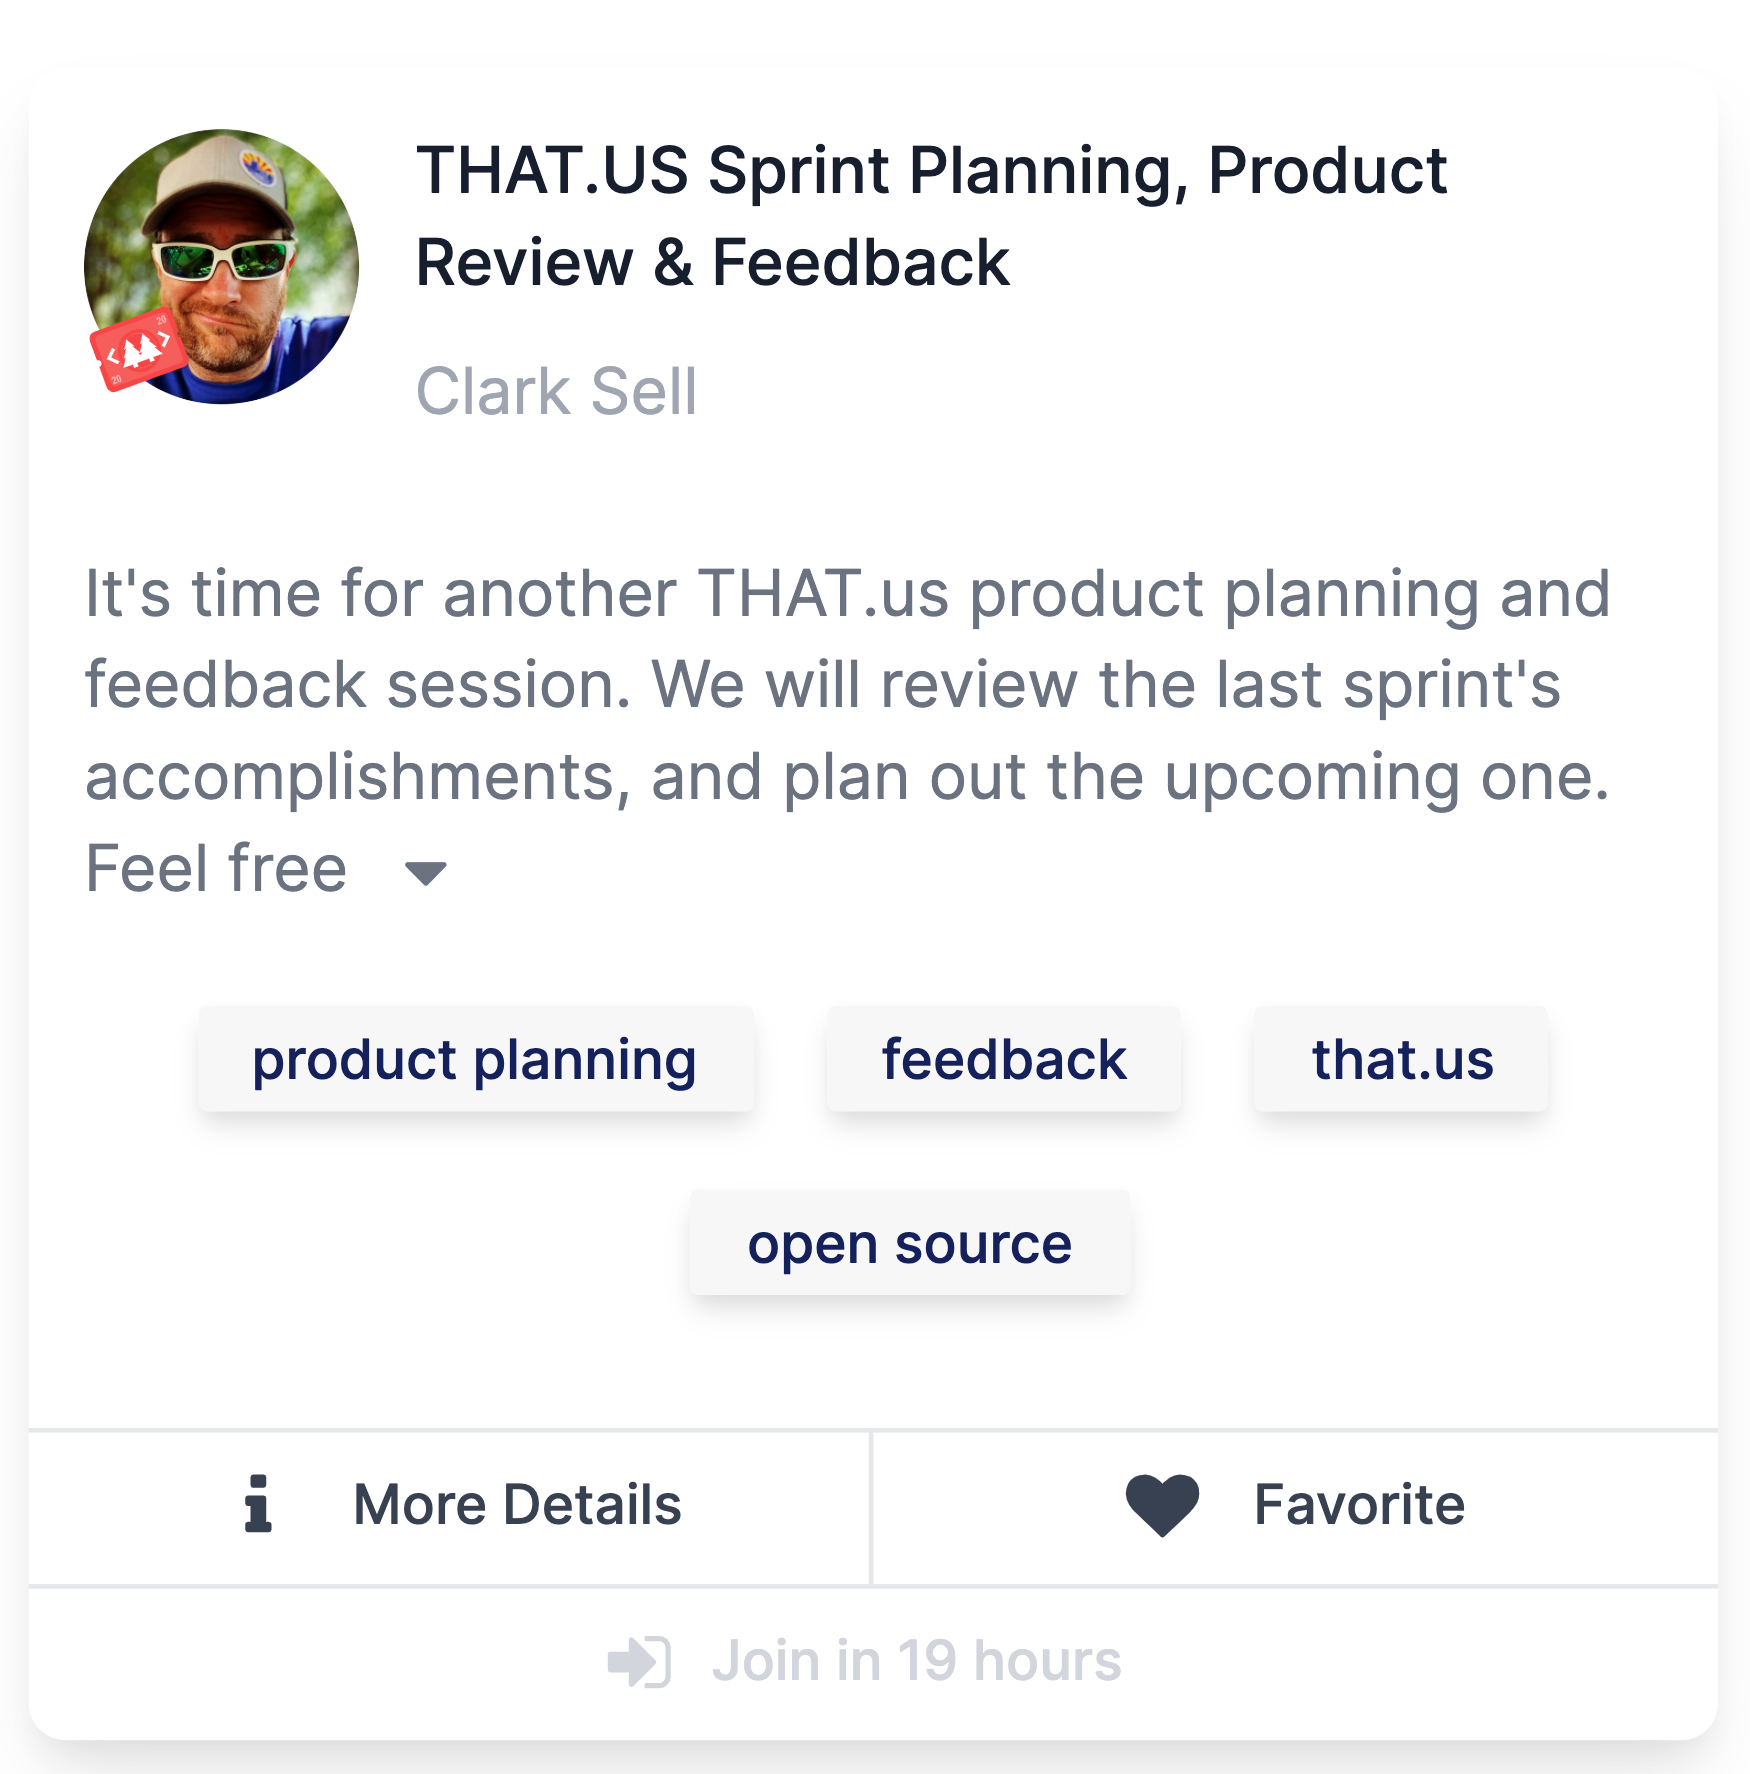 THAT.US Sprint Planning, Product
Review & Feedback
Clark Sell
20
20
It's time for another THAT.us product planning and
feedback session. We will review the last sprint's
accomplishments, and plan out the upcoming one.
Feel free
product planning
feedback
that.us
open source
More Details
Favorite
Join in 19 hours